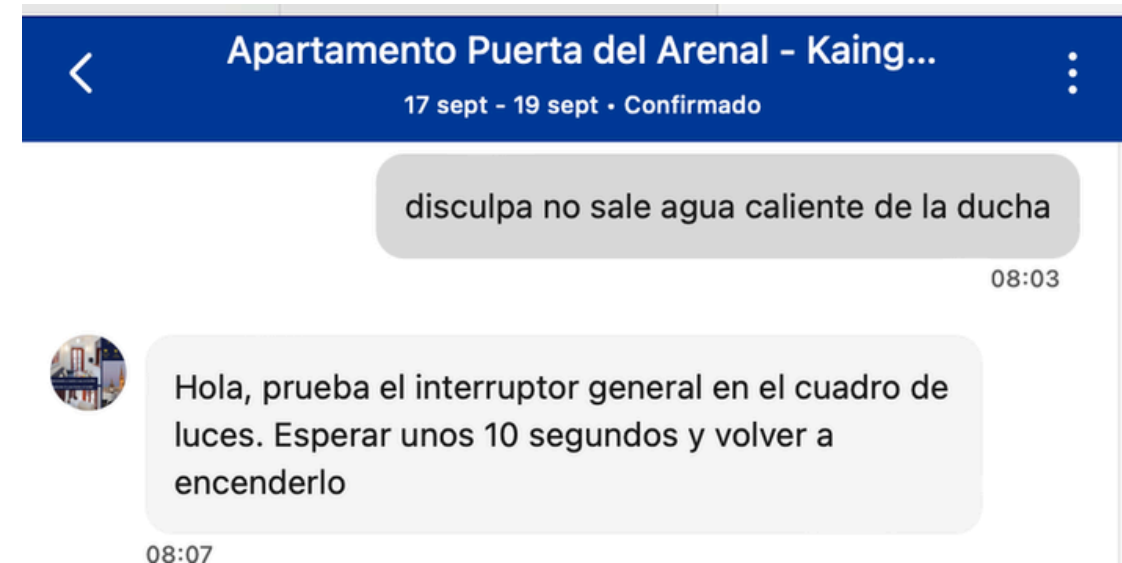 Apartamento Puerta del Arenal - Kaing...
17 sept - 19 sept • Confirmado
disculpa no sale agua caliente de la ducha
08:03
Hola, prueba el interruptor general en el cuadro de
luces. Esperar unos 10 segundos y volver a
encenderlo
08:07